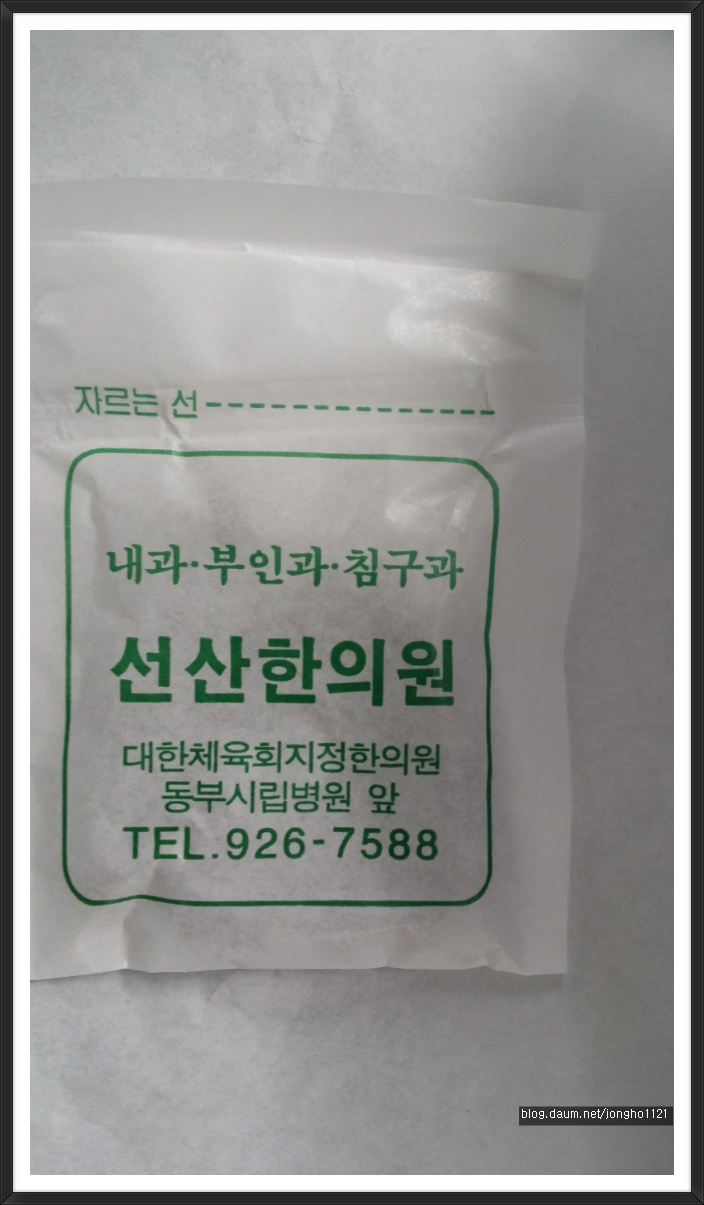 자르는 선
내과·부인과·침구과
선산한의원
대한체육회지정한의원
동부시립병원 앞
TEL.926-7588
blog.daum.net/jongho1121